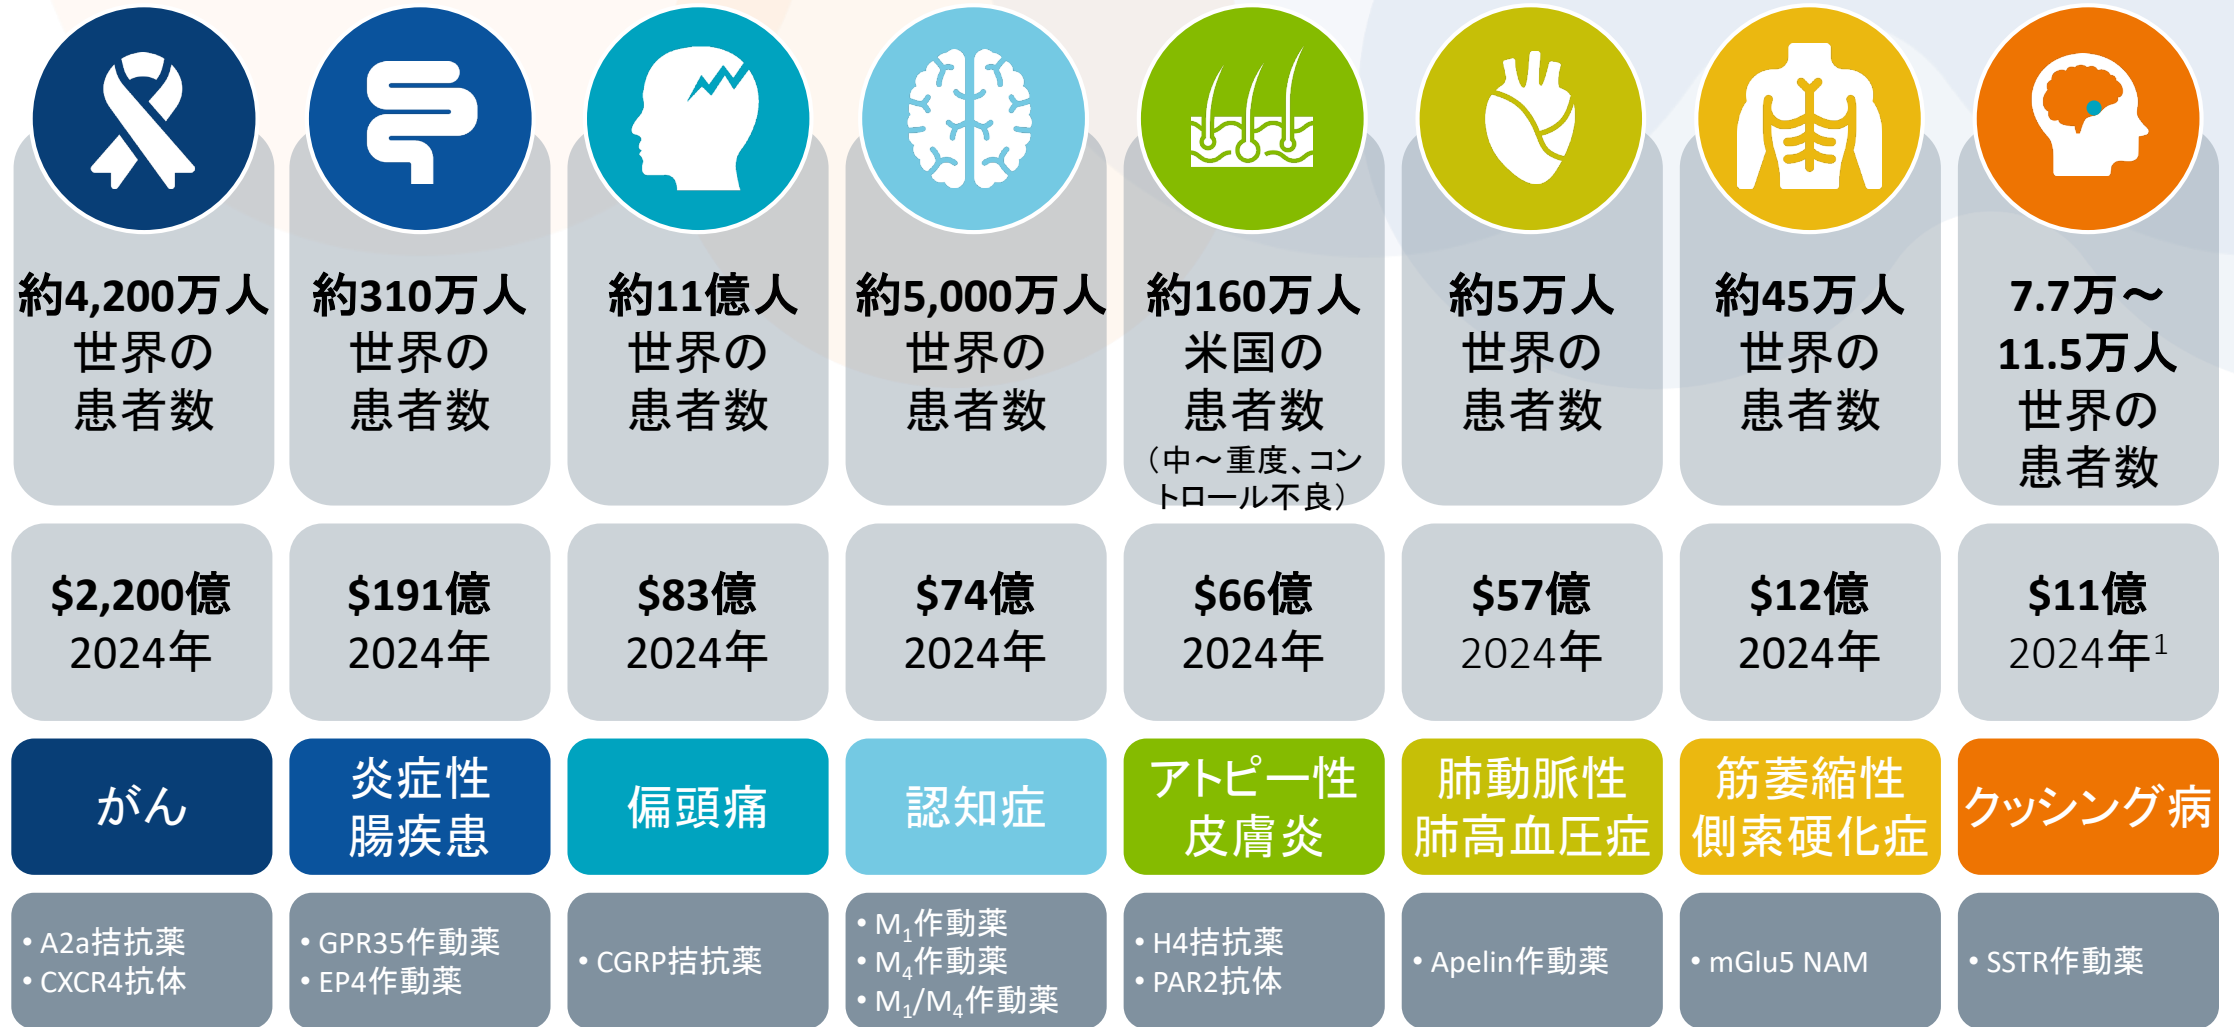 約4,200万人
世界の
患者数
約310万人
世界の
患者数
約11億人
世界の
患者数
約5,000万人
世界の
患者数
約160万人
米国の
患者数
（中～重度、コン
トロール不良）
約5万人
世界の
患者数
約45万人
世界の
患者数
7.7万～
11.5万人
世界の
患者数
$2,200億
2024年
$191億
2024年
$83億
2024年
$74億
2024年
$66億
2024年
$57億
2024年
$12億
2024年
$11億
2024年¹
がん
炎症性
腸疾患
偏頭痛
認知症
アトピー性
皮膚炎
肺動脈性
肺高血圧症
筋萎縮性
側索硬化症
クッシング病
• A2a拮抗薬
• CXCR4抗体
• GPR35作動薬
• EP4作動薬
• CGRP拮抗薬
• M₁作動薬
• M₄作動薬
• M₁/M₄作動薬
• H4拮抗薬
• PAR2抗体
• Apelin作動薬
• mGlu5 NAM
• SSTR作動薬